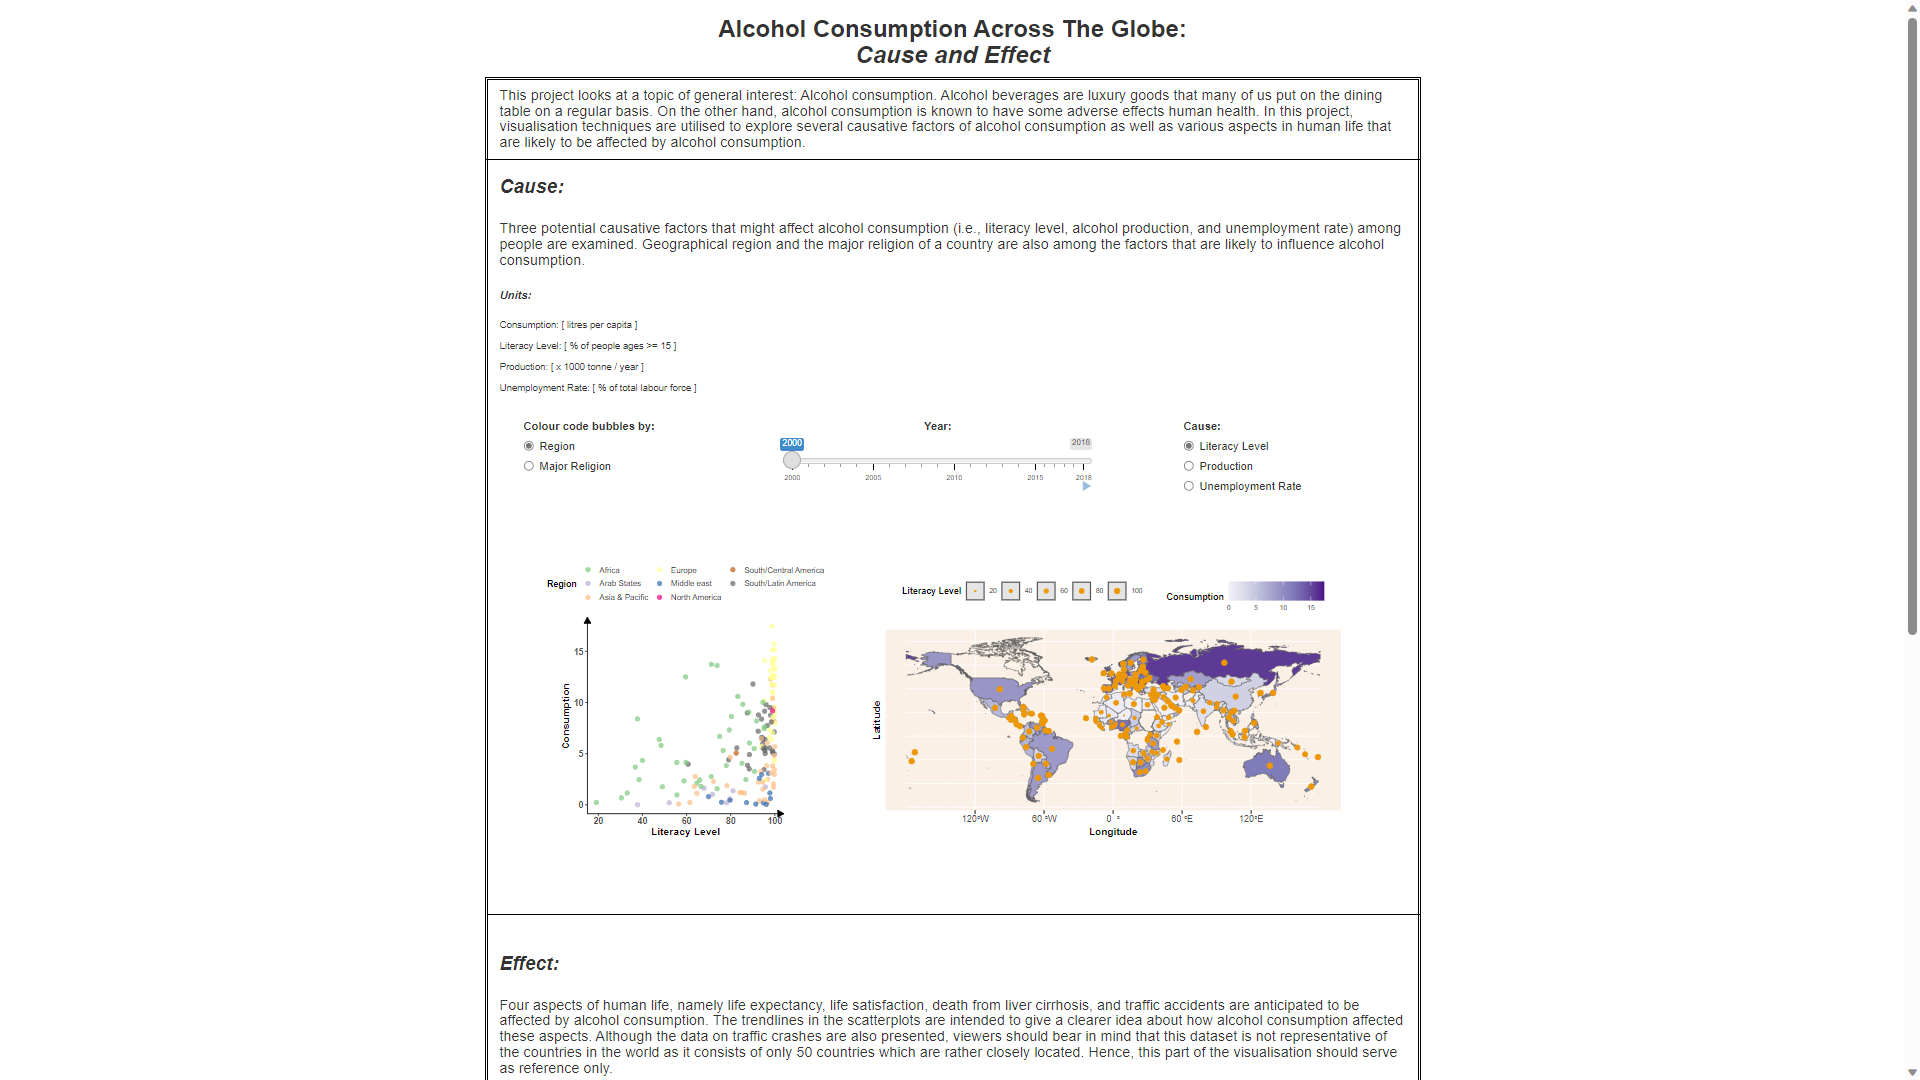 Alcohol Consumption Across The Globe:
Cause and Effect
This project looks at a topic of general interest: Alcohol consumption. Alcohol beverages are luxury goods that many of us put on the dining
table on a regular basis. On the other hand, alcohol consumption is known to have some adverse effects human health. In this project,
visualisation techniques are utilised to explore several causative factors of alcohol consumption as well as various aspects in human life that
are likely to be affected by alcohol consumption.
Cause:
Three potential causative factors that might affect alcohol consumption (i.e., literacy level, alcohol production, and unemployment rate) among
people are examined. Geographical region and the major religion of a country are also among the factors that are likely to influence alcohol
consumption.
Units:
Consumption: [ litres per capita ]
Literacy Level: [ % of people ages >= 15 ]
Production: [ x 1000 tonne / year ]
Unemployment Rate: [ % of total labour force ]
Colour code bubbles by:
Region
Major Religion
Year:
2000 2018
2000 2005 2010 2015 2018
Cause:
Literacy Level
Production
Unemployment Rate
Region
Africa Europe South/Central America
Arab States Middle east South/Latin America
Asia & Pacific North America
Consumption
15
10
5
0
20 40 60 80 100
Literacy Level
Literacy Level 20 40 60 80 100
Consumption
0 5 10 15
Latitude
120°W 60°W 0° 60°E 120°E
Longitude
Effect:
Four aspects of human life, namely life expectancy, life satisfaction, death from liver cirrhosis, and traffic accidents are anticipated to be
affected by alcohol consumption. The trendlines in the scatterplots are intended to give a clearer idea about how alcohol consumption affected
these aspects. Although the data on traffic crashes are also presented, viewers should bear in mind that this dataset is not representative of
the countries in the world as it consists of only 50 countries which are rather closely located. Hence, this part of the visualisation should serve
as reference only.